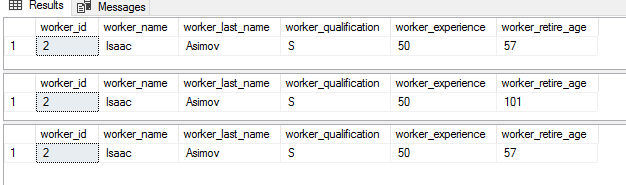 Results Messages
worker_id worker_name worker_last_name worker_qualification worker_experience worker_retire_age
1 2 Isaac Asimov S 50 57
worker_id worker_name worker_last_name worker_qualification worker_experience worker_retire_age
1 2 Isaac Asimov S 50 101
worker_id worker_name worker_last_name worker_qualification worker_experience worker_retire_age
1 2 Isaac Asimov S 50 57